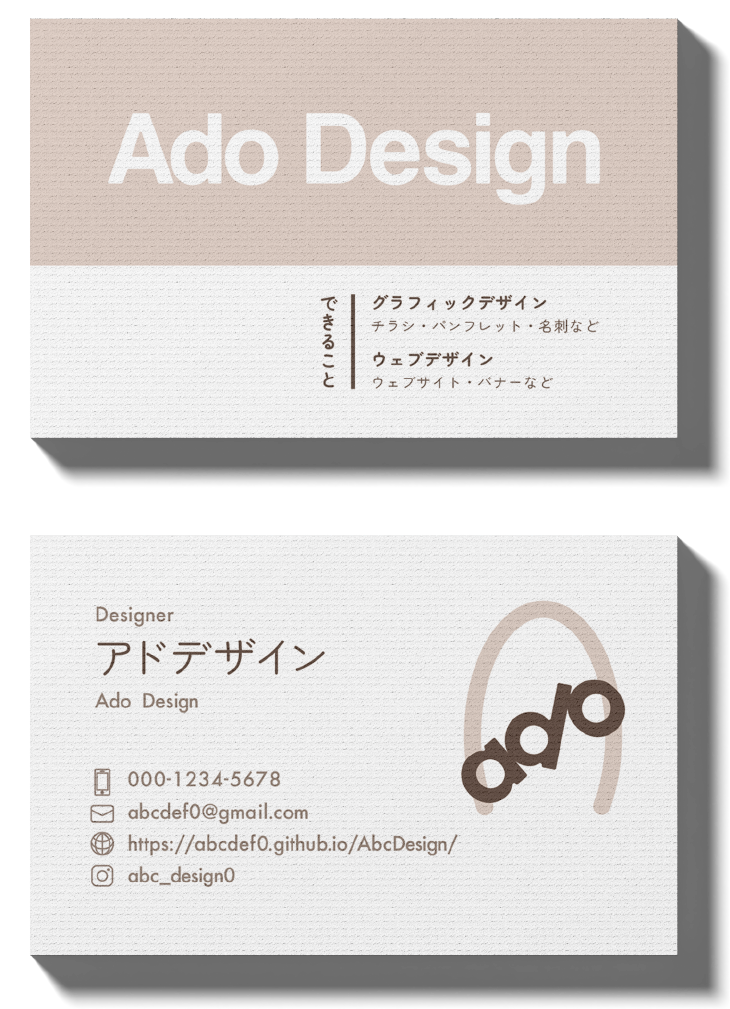 Ado Design
できること
グラフィックデザイン
チラシ・パンフレット・名刺など
ウェブデザイン
ウェブサイト・バナーなど
Designer
アドデザイン
Ado Design
000-1234-5678
abcdef0@gmail.com
https://abcdef0.github.io/AbcDesign/
abc_design0
ado